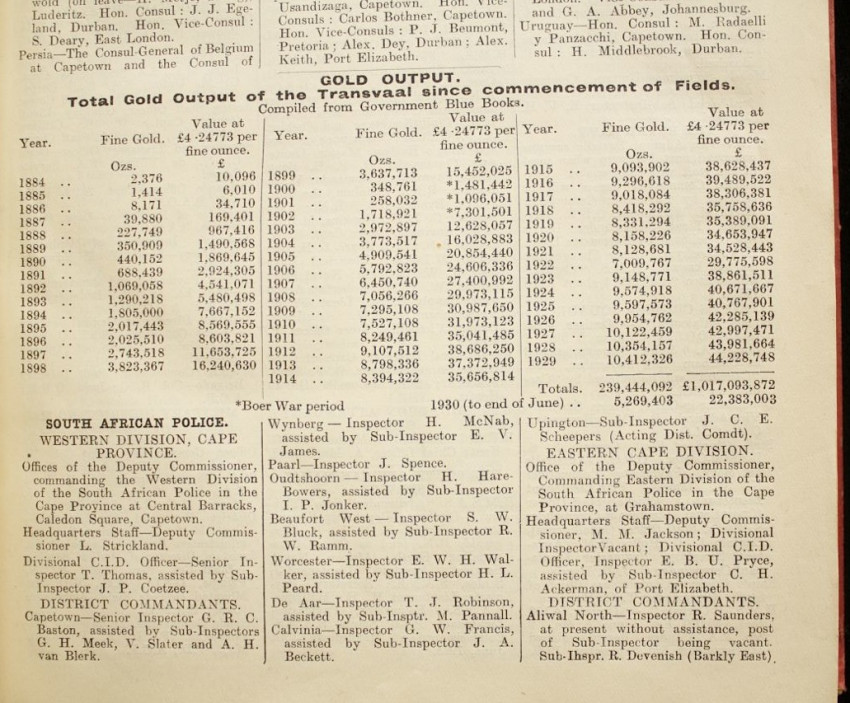 Luderitz. Hon. Consul : J. J. Ege-
land, Durban. Hon. Vice-Consul :
S. Deary, East London.
Persia—The Consul-General of Belgium
at Capetown and the Consul of
Usandizaga, Capetown. Hon. Vice-
Consuls : Carlos Bothner, Capetown.
Hon. Vice-Consuls : P. J. Beumont,
Pretoria ; Alex. Dey, Durban ; Alex.
Keith, Port Elizabeth.
and G. A. Abbey, Johannesburg.
Uruguay—Hon. Consul : M. Radaelli
y Panzacchi, Capetown. Hon. Con-
sul : H. Middlebrook, Durban.
GOLD OUTPUT.
Total Gold Output of the Transvaal since commencement of Fields.
Compiled from Government Blue Books.
Year. Fine Gold. Value at £4 ·24773 per fine ounce.
Ozs. £
1884 .. 2,376 10,096
1885 .. 1,414 6,010
1886 .. 8,171 34,710
1887 .. 39,880 169,401
1888 .. 227,749 967,416
1889 .. 350,909 1,490,568
1890 .. 440,152 1,869,645
1891 .. 688,439 2,924,305
1892 .. 1,069,058 4,541,071
1893 .. 1,290,218 5,480,498
1894 .. 1,805,000 7,667,152
1895 .. 2,017,443 8,569,555
1896 .. 2,025,510 8,603,821
1897 .. 2,743,518 11,653,725
1898 .. 3,823,367 16,240,630
Year. Fine Gold. Value at £4 ·24773 per fine ounce.
Ozs. £
1899 .. 3,637,713 15,452,025
1900 .. 348,761 *1,481,442
1901 .. 258,032 *1,096,051
1902 .. 1,718,921 *7,301,501
1903 .. 2,972,897 12,628,057
1904 .. 3,773,517 16,028,883
1905 .. 4,909,541 20,854,440
1906 .. 5,792,823 24,606,336
1907 .. 6,450,740 27,400,992
1908 .. 7,056,266 29,973,115
1909 .. 7,295,108 30,987,650
1910 .. 7,527,108 31,973,123
1911 .. 8,249,461 35,041,485
1912 .. 9,107,512 38,686,250
1913 .. 8,798,336 37,372,949
1914 .. 8,394,322 35,656,814
Year. Fine Gold. Value at £4 ·24773 per fine ounce.
Ozs. £
1915 .. 9,093,902 38,628,437
1916 .. 9,296,618 39,489,522
1917 .. 9,018,084 38,306,381
1918 .. 8,418,292 35,758,636
1919 .. 8,331,294 35,389,091
1920 .. 8,158,226 34,653,947
1921 .. 8,128,681 34,528,443
1922 .. 7,009,767 29,775,598
1923 .. 9,148,771 38,861,511
1924 .. 9,574,918 40,671,667
1925 .. 9,597,573 40,767,901
1926 .. 9,954,762 42,285,139
1927 .. 10,122,459 42,997,471
1928 .. 10,354,157 43,981,664
1929 .. 10,412,326 44,228,748
Totals. 239,444,092 £1,017,093,872
*Boer War period 1930 (to end of June) .. 5,269,403 22,383,003
SOUTH AFRICAN POLICE.
WESTERN DIVISION, CAPE
PROVINCE.
Offices of the Deputy Commissioner,
commanding the Western Division
of the South African Police in the
Cape Province at Central Barracks,
Caledon Square, Capetown.
Headquarters Staff—Deputy Commis-
sioner L. Strickland.
Divisional C.I.D. Officer—Senior In-
spector T. Thomas, assisted by Sub-
Inspector J. P. Coetzee.
DISTRICT COMMANDANTS.
Capetown—Senior Inspector G. R. C.
Baston, assisted by Sub-Inspectors
G. H. Meek, V. Slater and A. H.
van Blerk.
Wynberg — Inspector H. McNab,
assisted by Sub-Inspector E. V.
James.
Paarl—Inspector J. Spence.
Oudtshoorn — Inspector H. Hare-
Bowers, assisted by Sub-Inspector
I. P. Jonker.
Beaufort West — Inspector S. W.
Bluck, assisted by Sub-Inspector R.
W. Ramm.
Worcester—Inspector E. W. H. Wal-
ker, assisted by Sub-Inspector H. L.
Peard.
De Aar—Inspector T. J. Robinson,
assisted by Sub-Insptr. M. Pannall.
Calvinia—Inspector G. W. Francis,
assisted by Sub-Inspector J. A.
Beckett.
Upington—Sub-Inspector J. C. E.
Scheepers (Acting Dist. Comdt).
EASTERN CAPE DIVISION.
Office of the Deputy Commissioner,
Commanding Eastern Division of the
South African Police in the Cape
Province, at Grahamstown.
Headquarters Staff—Deputy Commis-
sioner, M. M. Jackson ; Divisional
Inspector Vacant ; Divisional C.I.D.
Officer, Inspector E. B. U. Pryce,
assisted by Sub-Inspector C. H.
Ackerman, of Port Elizabeth.
DISTRICT COMMANDANTS.
Aliwal North—Inspector R. Saunders,
at present without assistance, post
of Sub-Inspector being vacant.
Sub-Ihspr. R. Devenish (Barkly East).